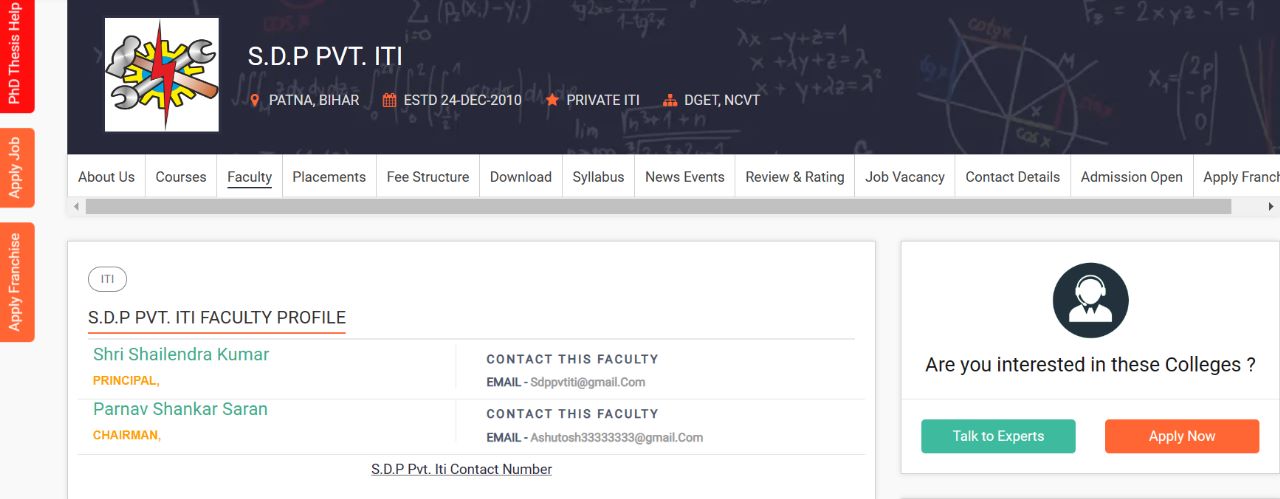 PhD Thesis Help
Apply Job
Apply Franchise
S.D.P PVT. ITI
PATNA, BIHAR ESTD 24-DEC-2010 PRIVATE ITI DGET, NCVT
About Us Courses Faculty Placements Fee Structure Download Syllabus News Events Review & Rating Job Vacancy Contact Details Admission Open Apply Franch
ITI
S.D.P PVT. ITI FACULTY PROFILE
Shri Shailendra Kumar
PRINCIPAL,
CONTACT THIS FACULTY
EMAIL - Sdppvtiti@gmail.Com
Parnav Shankar Saran
CHAIRMAN,
CONTACT THIS FACULTY
EMAIL - Ashutosh33333333@gmail.Com
S.D.P Pvt. Iti Contact Number
Are you interested in these Colleges ?
Talk to Experts Apply Now